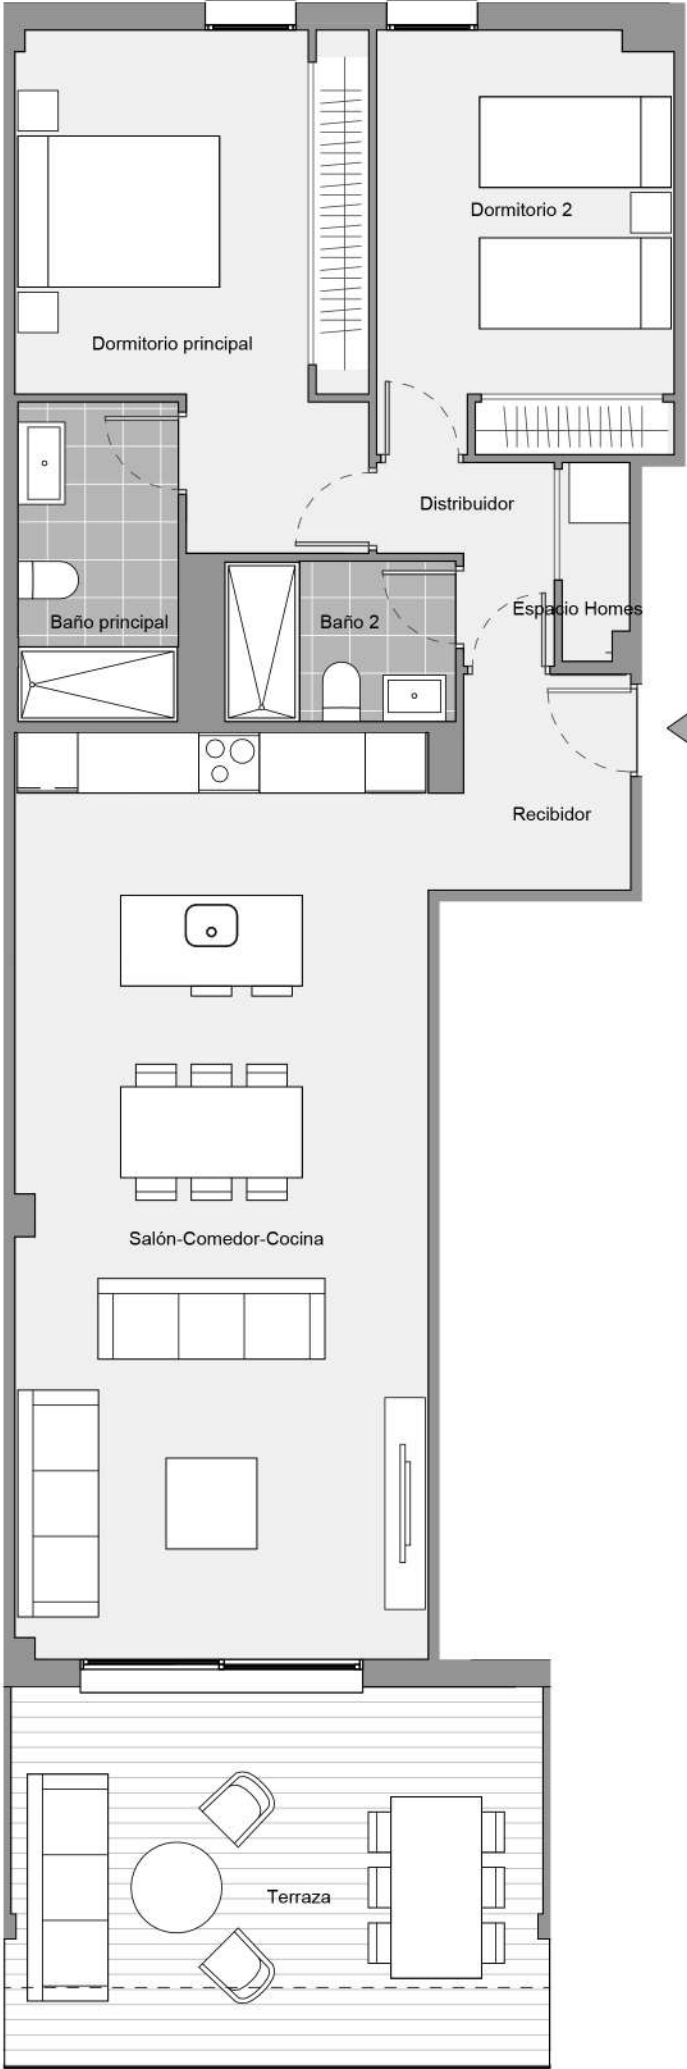 Dormitorio 2
Dormitorio principal
Distribuidor
Espacio Homes
Baño principal
Baño 2
Recibidor
Salón-Comedor-Cocina
Terraza